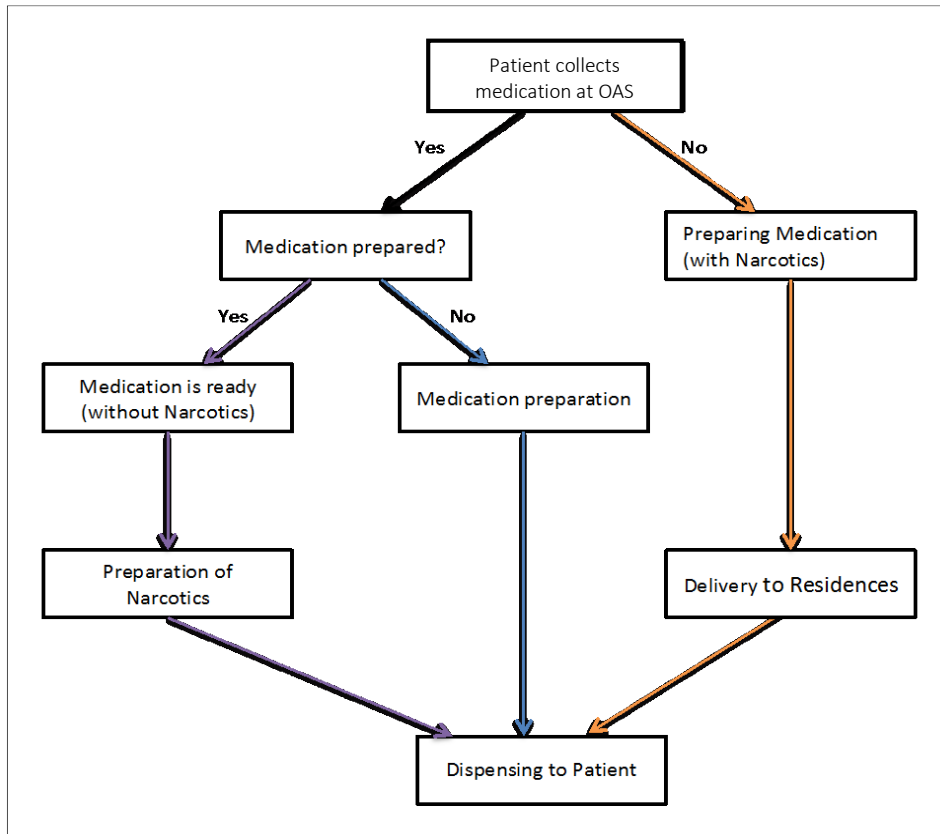 Patient collects
medication at OAS
Yes
No
Medication prepared?
Preparing Medication
(with Narcotics)
Yes
No
Medication is ready
(without Narcotics)
Medication preparation
Preparation of
Narcotics
Delivery to Residences
Dispensing to Patient